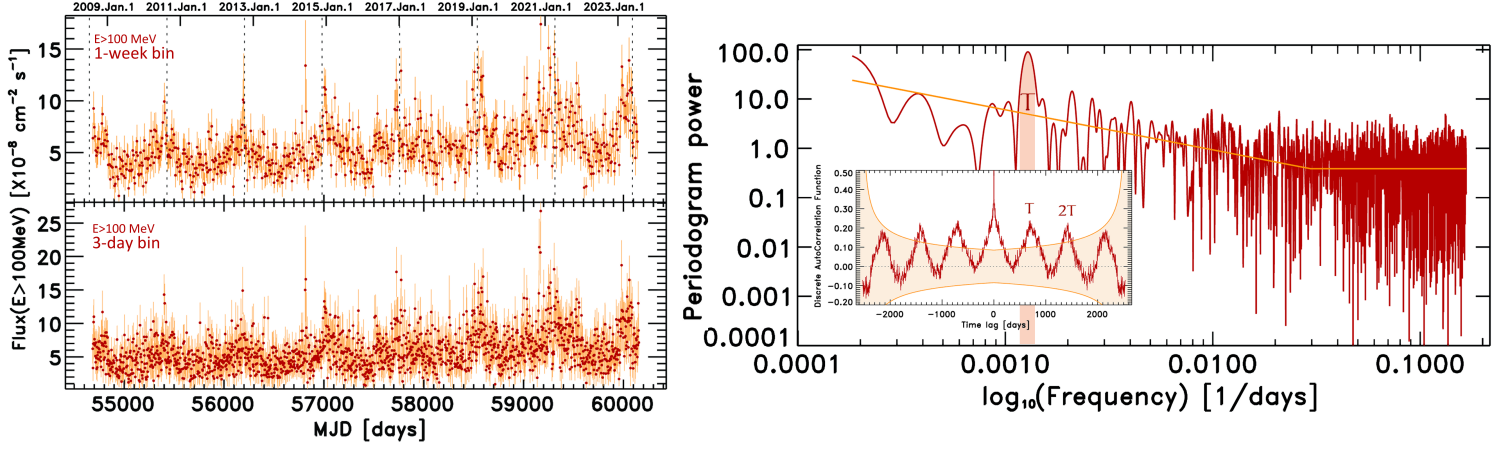 2009.Jan.1 2011.Jan.1 2013.Jan.1 2015.Jan.1 2017.Jan.1 2019.Jan.1 2021.Jan.1 2023.Jan.1
E>100 MeV
1-week bin
15
10
5
E>100 MeV
3-day bin
25
20
15
10
5
Flux(E>100MeV) [X10⁻⁸ cm⁻² s⁻¹]
55000 56000 57000 58000 59000 60000
MJD [days]
Periodogram power
100.0
10.0
1.0
0.1
0.01
0.001
0.0001
T
Discrete AutoCorrelation Function
0.50
0.40
0.30
0.20
0.10
0.00
−0.10
−0.20
T 2T
−2000 −1000 0 1000 2000
Time lag [days]
0.0001 0.0010 0.0100 0.1000
log₁₀(Frequency) [1/days]